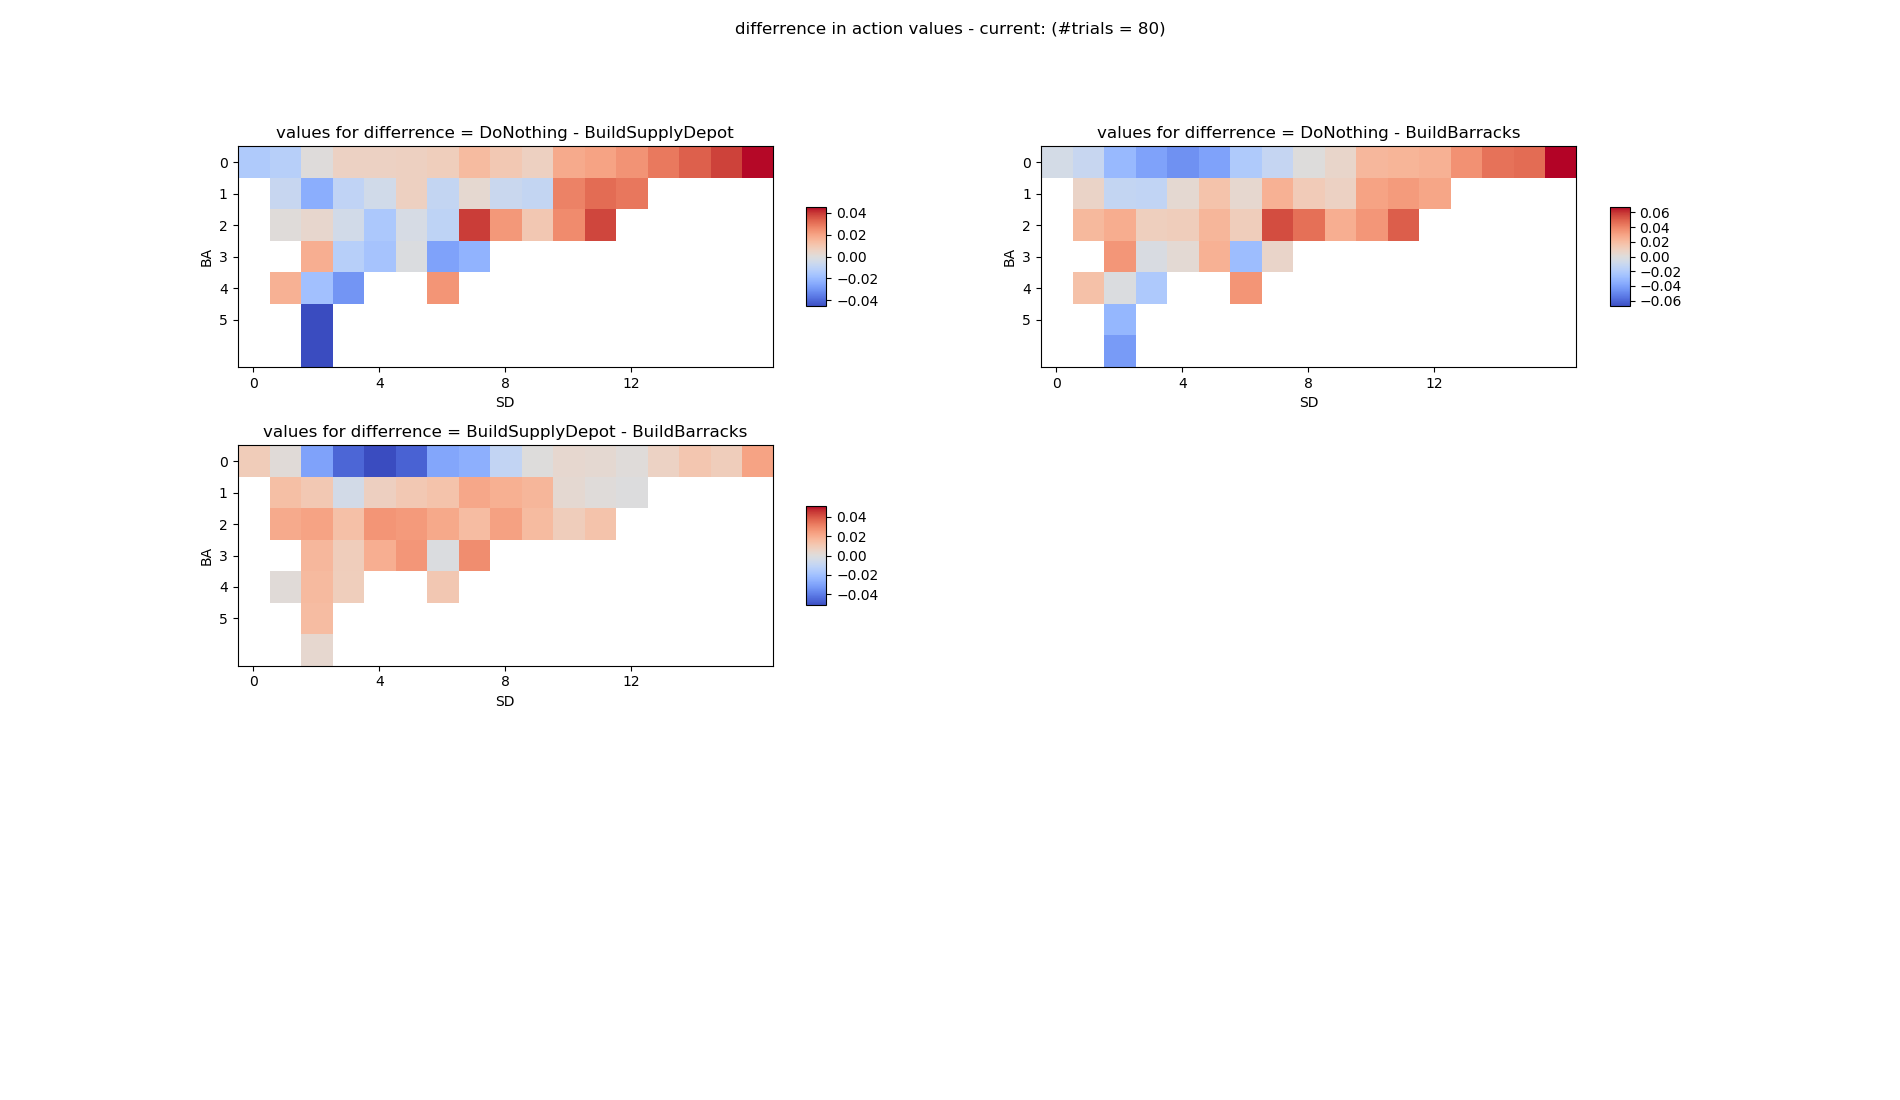 difference in action values - current: (#trials = 80)
values for differrence = DoNothing - BuildSupplyDepot
0
1
2
3
4
5
BA
0 4 8 12
SD
0.04
0.02
0.00
−0.02
−0.04
values for differrence = DoNothing - BuildBarracks
0
1
2
3
4
5
BA
0 4 8 12
SD
0.06
0.04
0.02
0.00
−0.02
−0.04
−0.06
values for differrence = BuildSupplyDepot - BuildBarracks
0
1
2
3
4
5
BA
0 4 8 12
SD
0.04
0.02
0.00
−0.02
−0.04